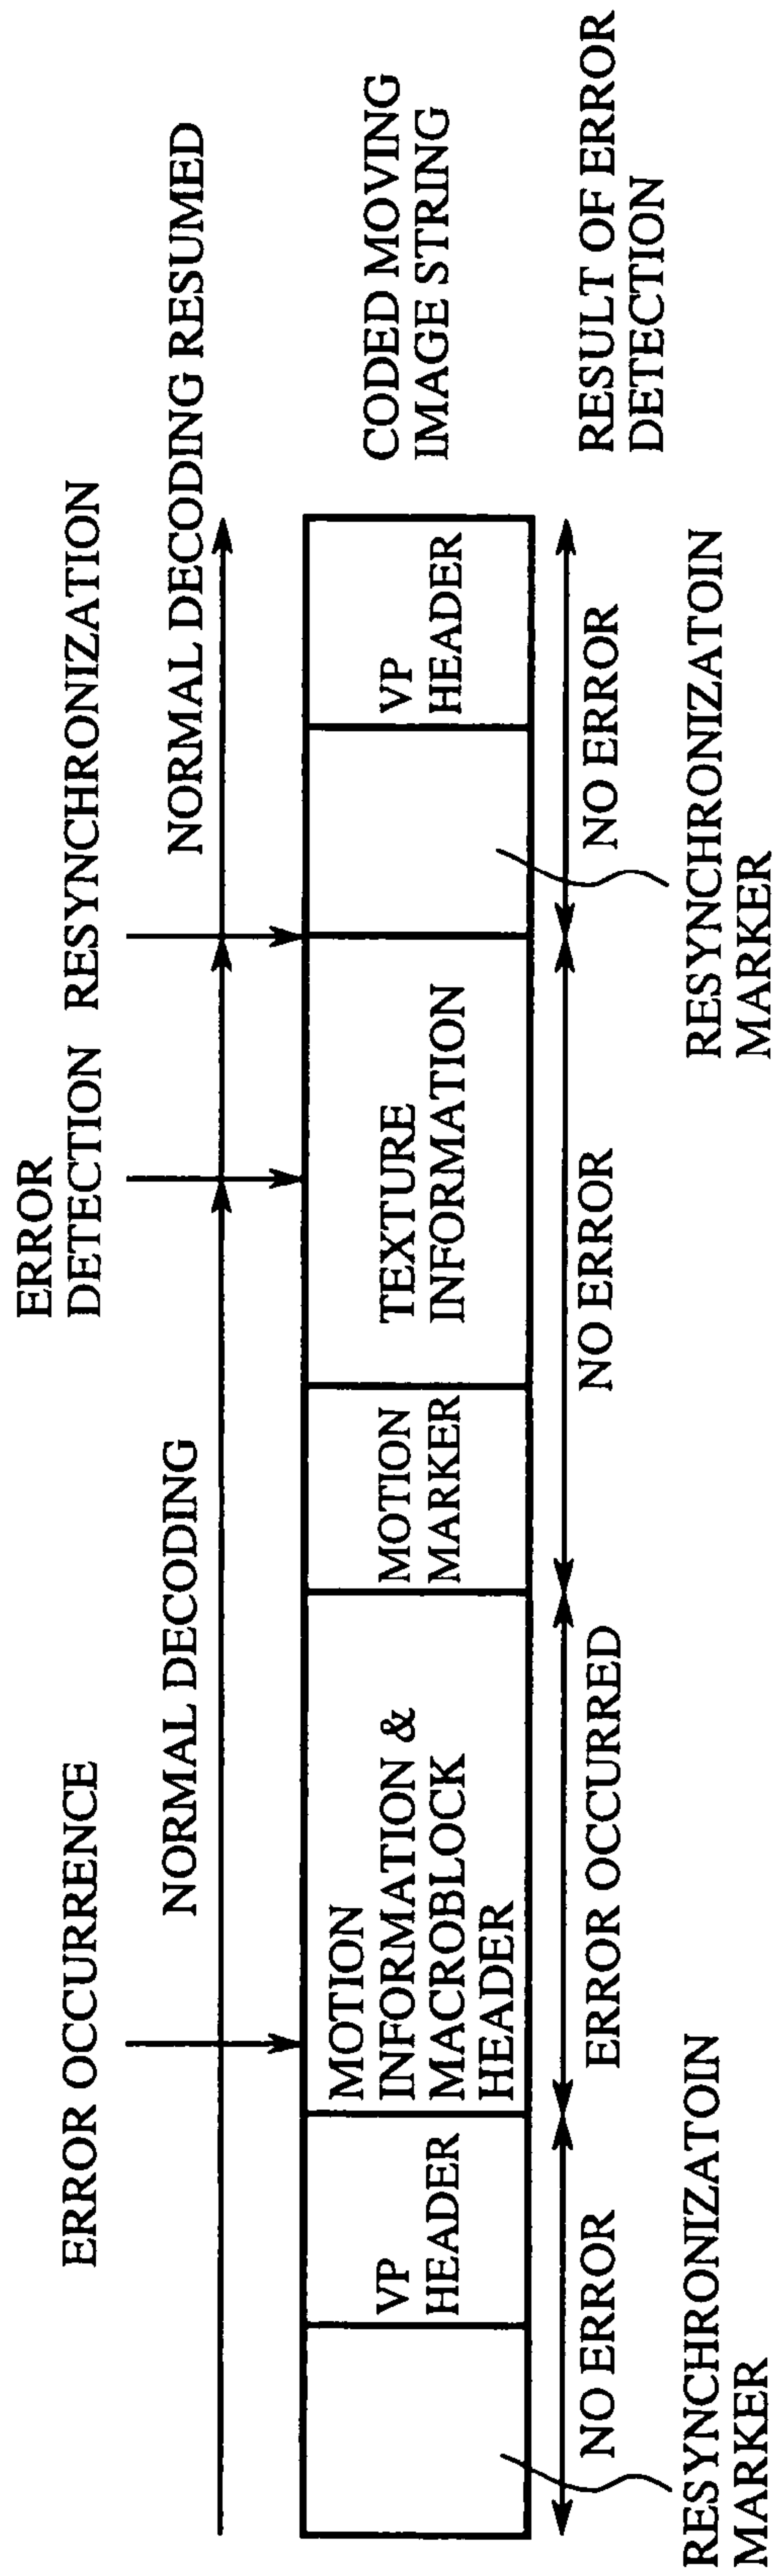 ERROR OCCURRENCE
ERROR
DETECTION
RESYNCHRONIZATION
NORMAL DECODING
NORMAL DECODING RESUMED
VP
HEADER
MOTION
INFORMATION &
MACROBLOCK
HEADER
MOTION
MARKER
TEXTURE
INFORMATION
VP
HEADER
CODED MOVING
IMAGE STRING
NO ERROR
ERROR OCCURRED
NO ERROR
NO ERROR
RESULT OF ERROR
DETECTION
RESYNCHRONIZATOIN
MARKER
RESYNCHRONIZATOIN
MARKER